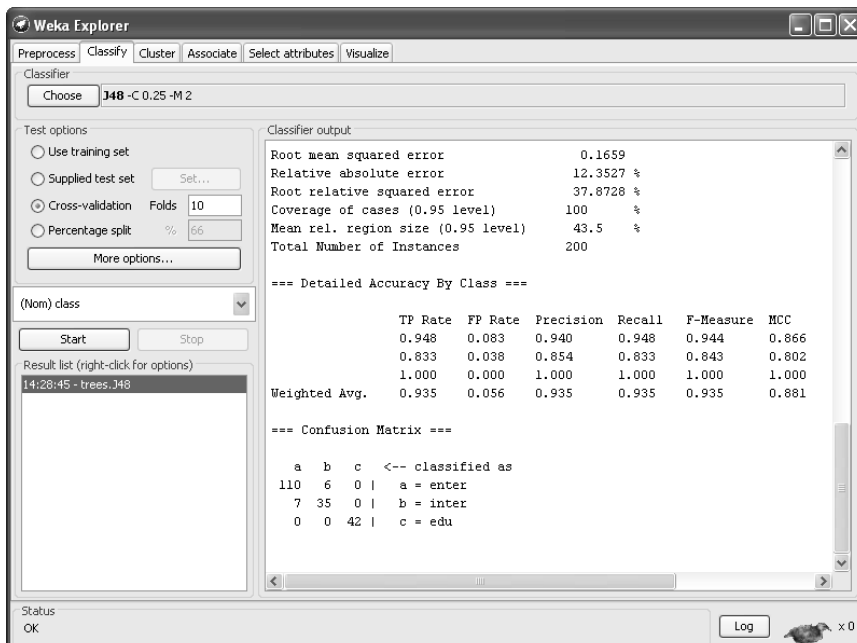 Weka Explorer
Preprocess Classify Cluster Associate Select attributes Visualize
Classifier
Choose J48 -C 0.25 -M 2
Test options
Use training set
Supplied test set Set...
Cross-validation Folds 10
Percentage split % 66
More options...
(Nom) class
Start Stop
Result list (right-click for options)
14:28:45 - trees.J48
Classifier output
Root mean squared error 0.1659
Relative absolute error 12.3527 %
Root relative squared error 37.8728 %
Coverage of cases (0.95 level) 100 %
Mean rel. region size (0.95 level) 43.5 %
Total Number of Instances 200
=== Detailed Accuracy By Class ===
TP Rate FP Rate Precision Recall F-Measure MCC
0.948 0.083 0.940 0.948 0.944 0.866
0.833 0.038 0.854 0.833 0.843 0.802
1.000 0.000 1.000 1.000 1.000 1.000
Weighted Avg. 0.935 0.056 0.935 0.935 0.935 0.881
=== Confusion Matrix ===
a b c <-- classified as
110 6 0 | a = enter
7 35 0 | b = inter
0 0 42 | c = edu
Status
OK
Log
x 0